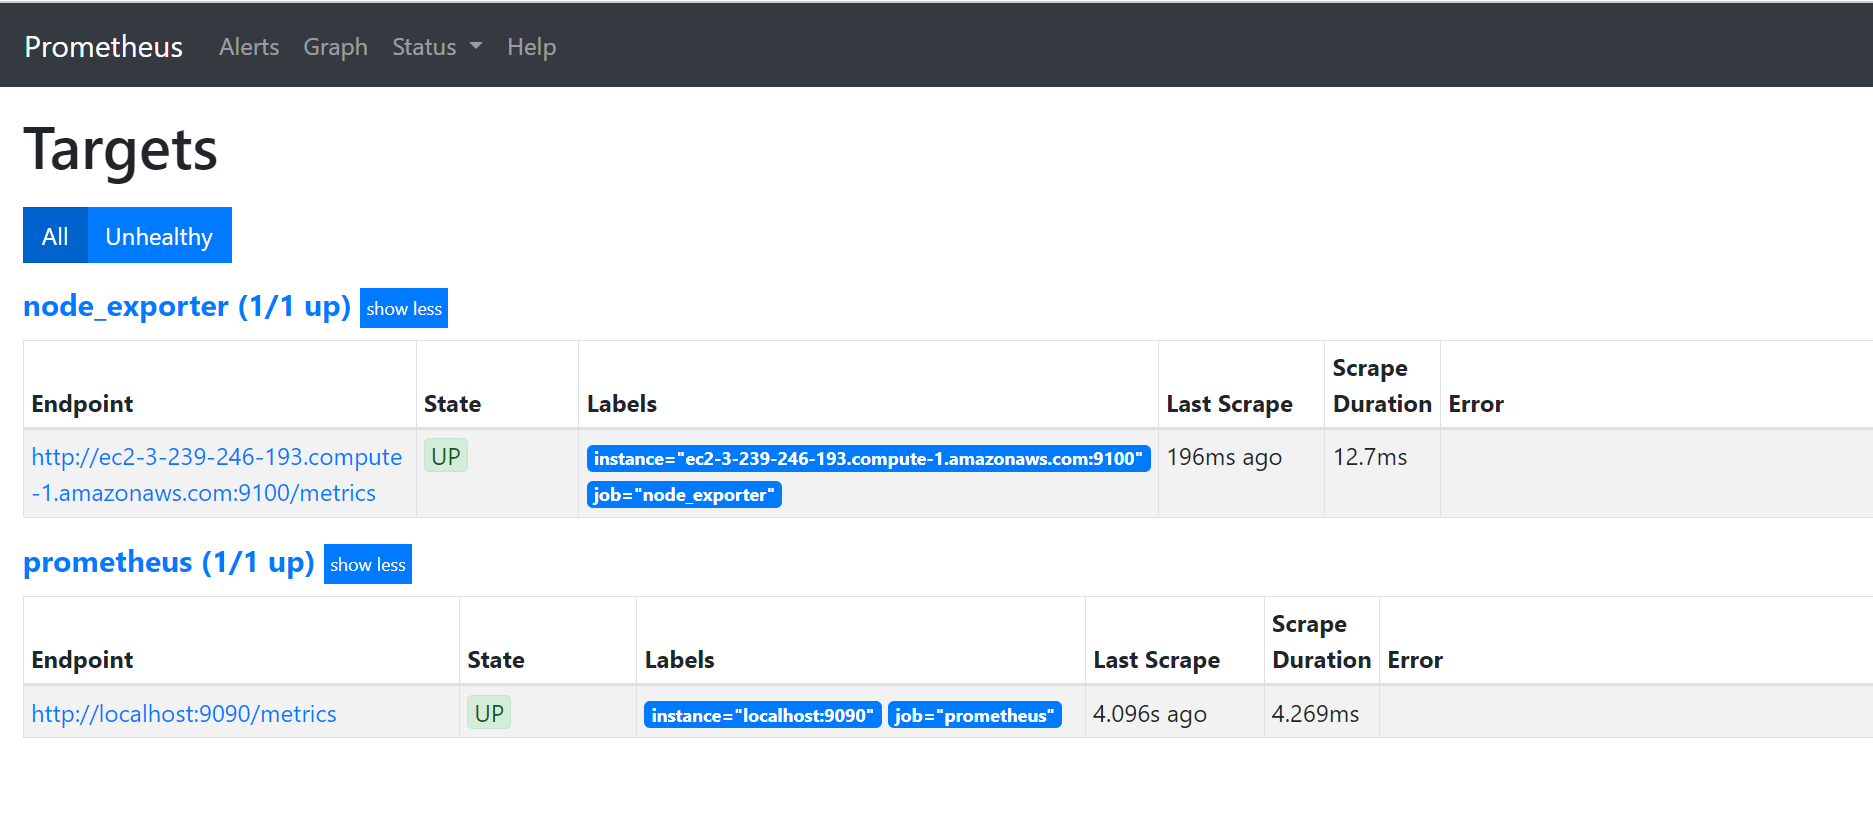 Prometheus Alerts Graph Status Help
Targets
All Unhealthy
node_exporter (1/1 up) show less
Endpoint State Labels Last Scrape Scrape Duration Error
http://ec2-3-239-246-193.compute
-1.amazonaws.com:9100/metrics
UP
instance="ec2-3-239-246-193.compute-1.amazonaws.com:9100"
job="node_exporter"
196ms ago
12.7ms
prometheus (1/1 up) show less
Endpoint State Labels Last Scrape Scrape Duration Error
http://localhost:9090/metrics UP instance="localhost:9090" job="prometheus" 4.096s ago 4.269ms